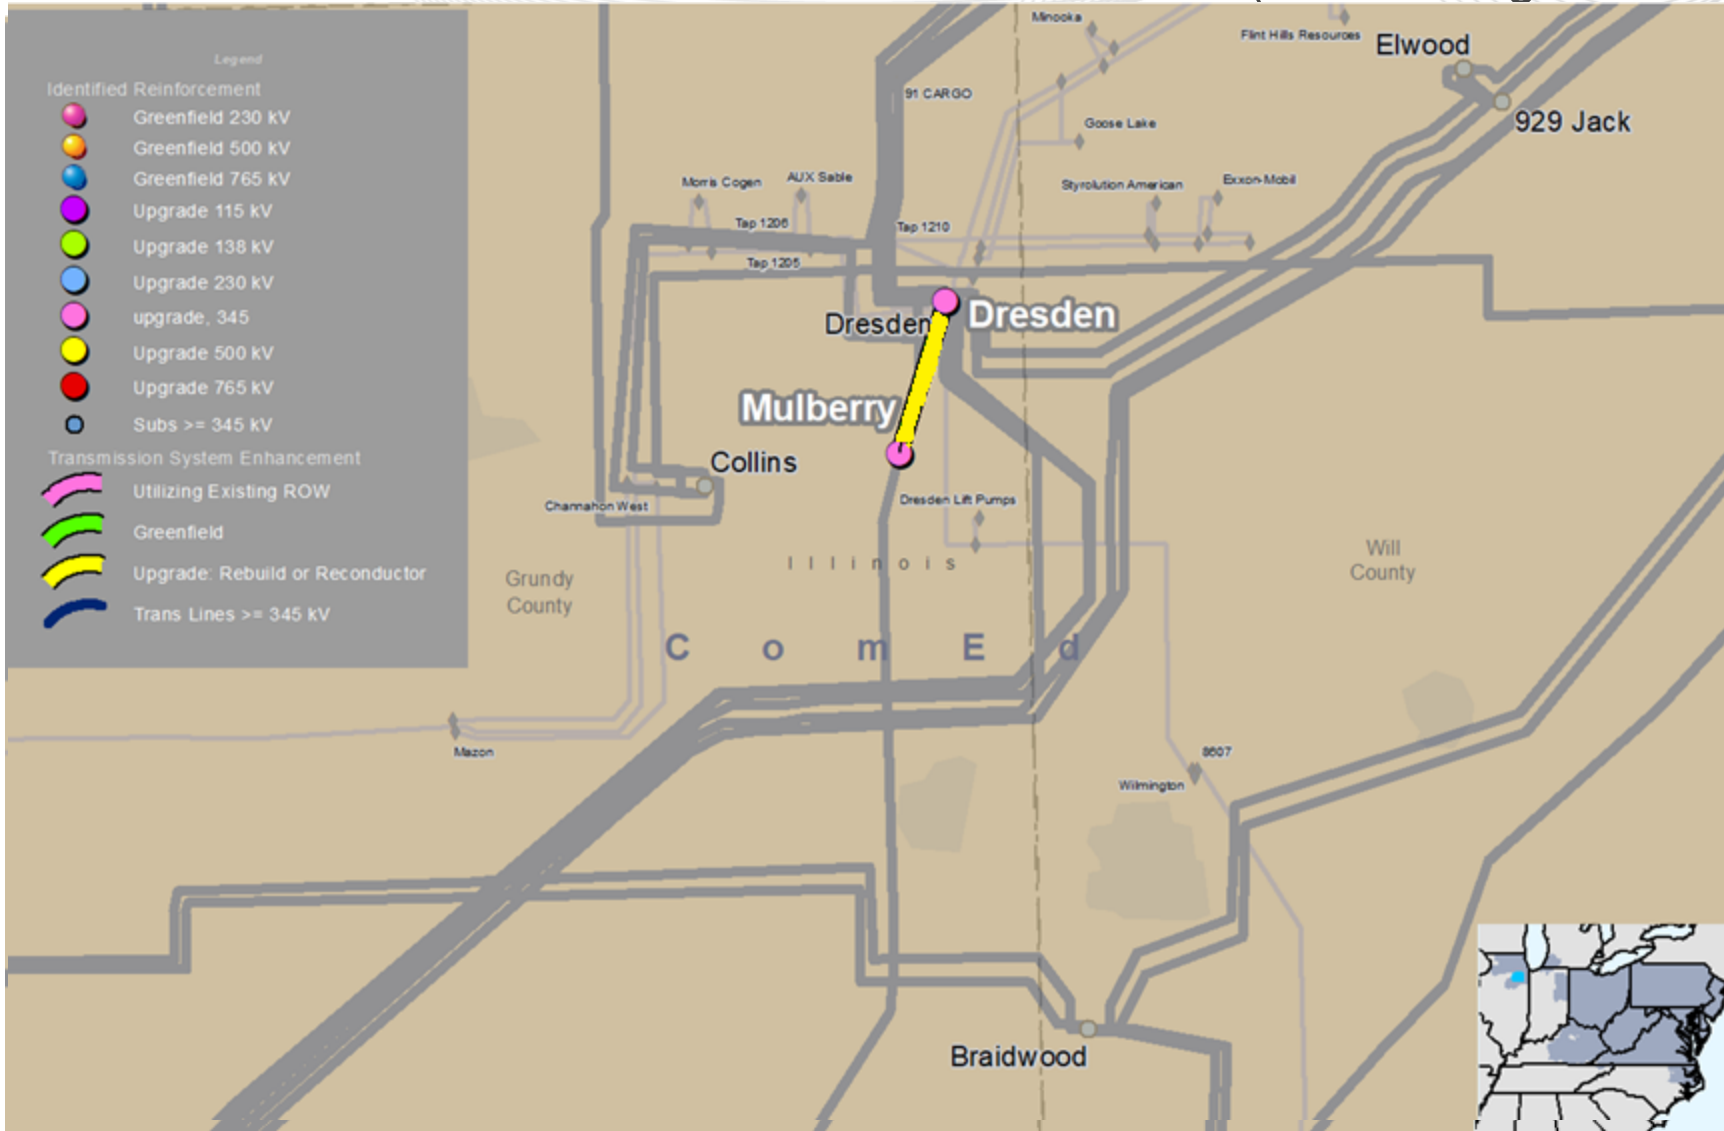 Legend
Identified Reinforcement
Greenfield 230 kV
Greenfield 500 kV
Greenfield 765 kV
Upgrade 115 kV
Upgrade 138 kV
Upgrade 230 kV
upgrade, 345
Upgrade 500 kV
Upgrade 765 kV
Subs >= 345 kV
Transmission System Enhancement
Utilizing Existing ROW
Greenfield
Upgrade: Rebuild or Reconductor
Trans Lines >= 345 kV
Minooka
Flint Hills Resources
Elwood
91 CARGO
929 Jack
Goose Lake
Morris Cogen
AUX Sable
Styrolution American
Exxon-Mobil
Tap 1206
Tap 1210
Tap 1205
Dresden
Dresden
Mulberry
Collins
Channahon West
Dresden Lift Pumps
Illinois
Will
County
Grundy
County
ComEd
Mazon
8607
Wilmington
Braidwood